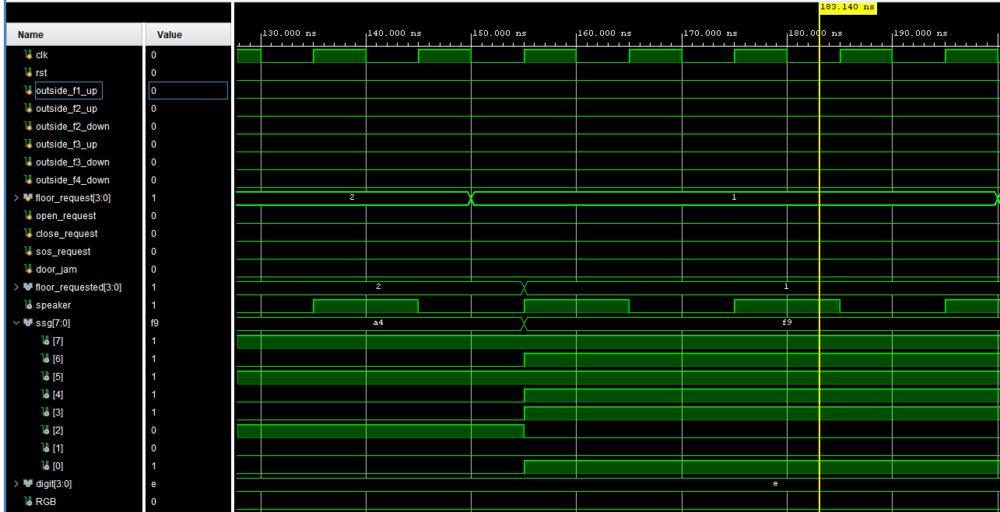 183.140 ns
Name Value 130.000 ns 140.000 ns 150.000 ns 160.000 ns 170.000 ns 180.000 ns 190.000 ns
clk 0
rst 0
outside_f1_up 0
outside_f2_up 0
outside_f2_down 0
outside_f3_up 0
outside_f3_down 0
outside_f4_down 0
floor_request[3:0] 1 2 1
open_request 0
close_request 0
sos_request 0
door_jam 0
floor_requested[3:0] 1 2 1
speaker 1
ssg[7:0] f9 a4 f9
[7] 1
[6] 1
[5] 1
[4] 1
[3] 1
[2] 0
[1] 0
[0] 1
digit[3:0] e e
RGB 0